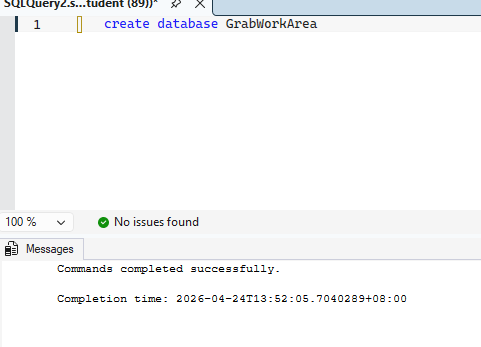 SQLQuery2.s...tudent (89))*
1 create database GrabWorkArea
100 %
No issues found
Messages
Commands completed successfully.
Completion time: 2026-04-24T13:52:05.7040289+08:00